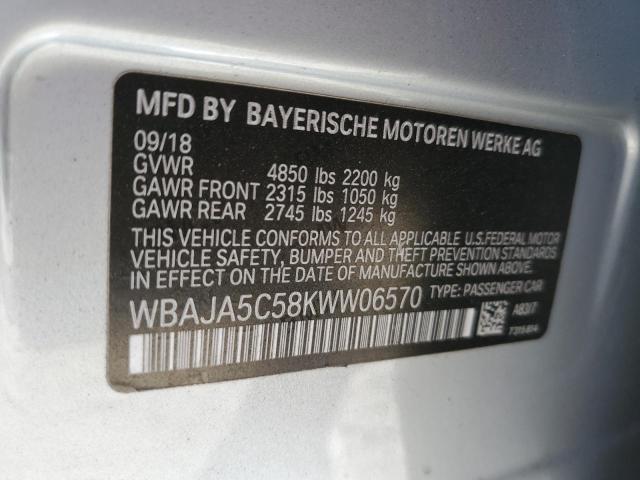 MFD BY BAYERISCHE MOTOREN WERKE AG
09/18
GVWR 4850 lbs 2200 kg
GAWR FRONT 2315 lbs 1050 kg
GAWR REAR 2745 lbs 1245 kg
THIS VEHICLE CONFORMS TO ALL APPLICABLE U.S.FEDERAL MOTOR
VEHICLE SAFETY, BUMPER AND THEFT PREVENTION STANDARDS
IN EFFECT ON THE DATE OF MANUFACTURE SHOWN ABOVE.
WBAJA5C58KWW06570 TYPE: PASSENGER CAR
A83/7